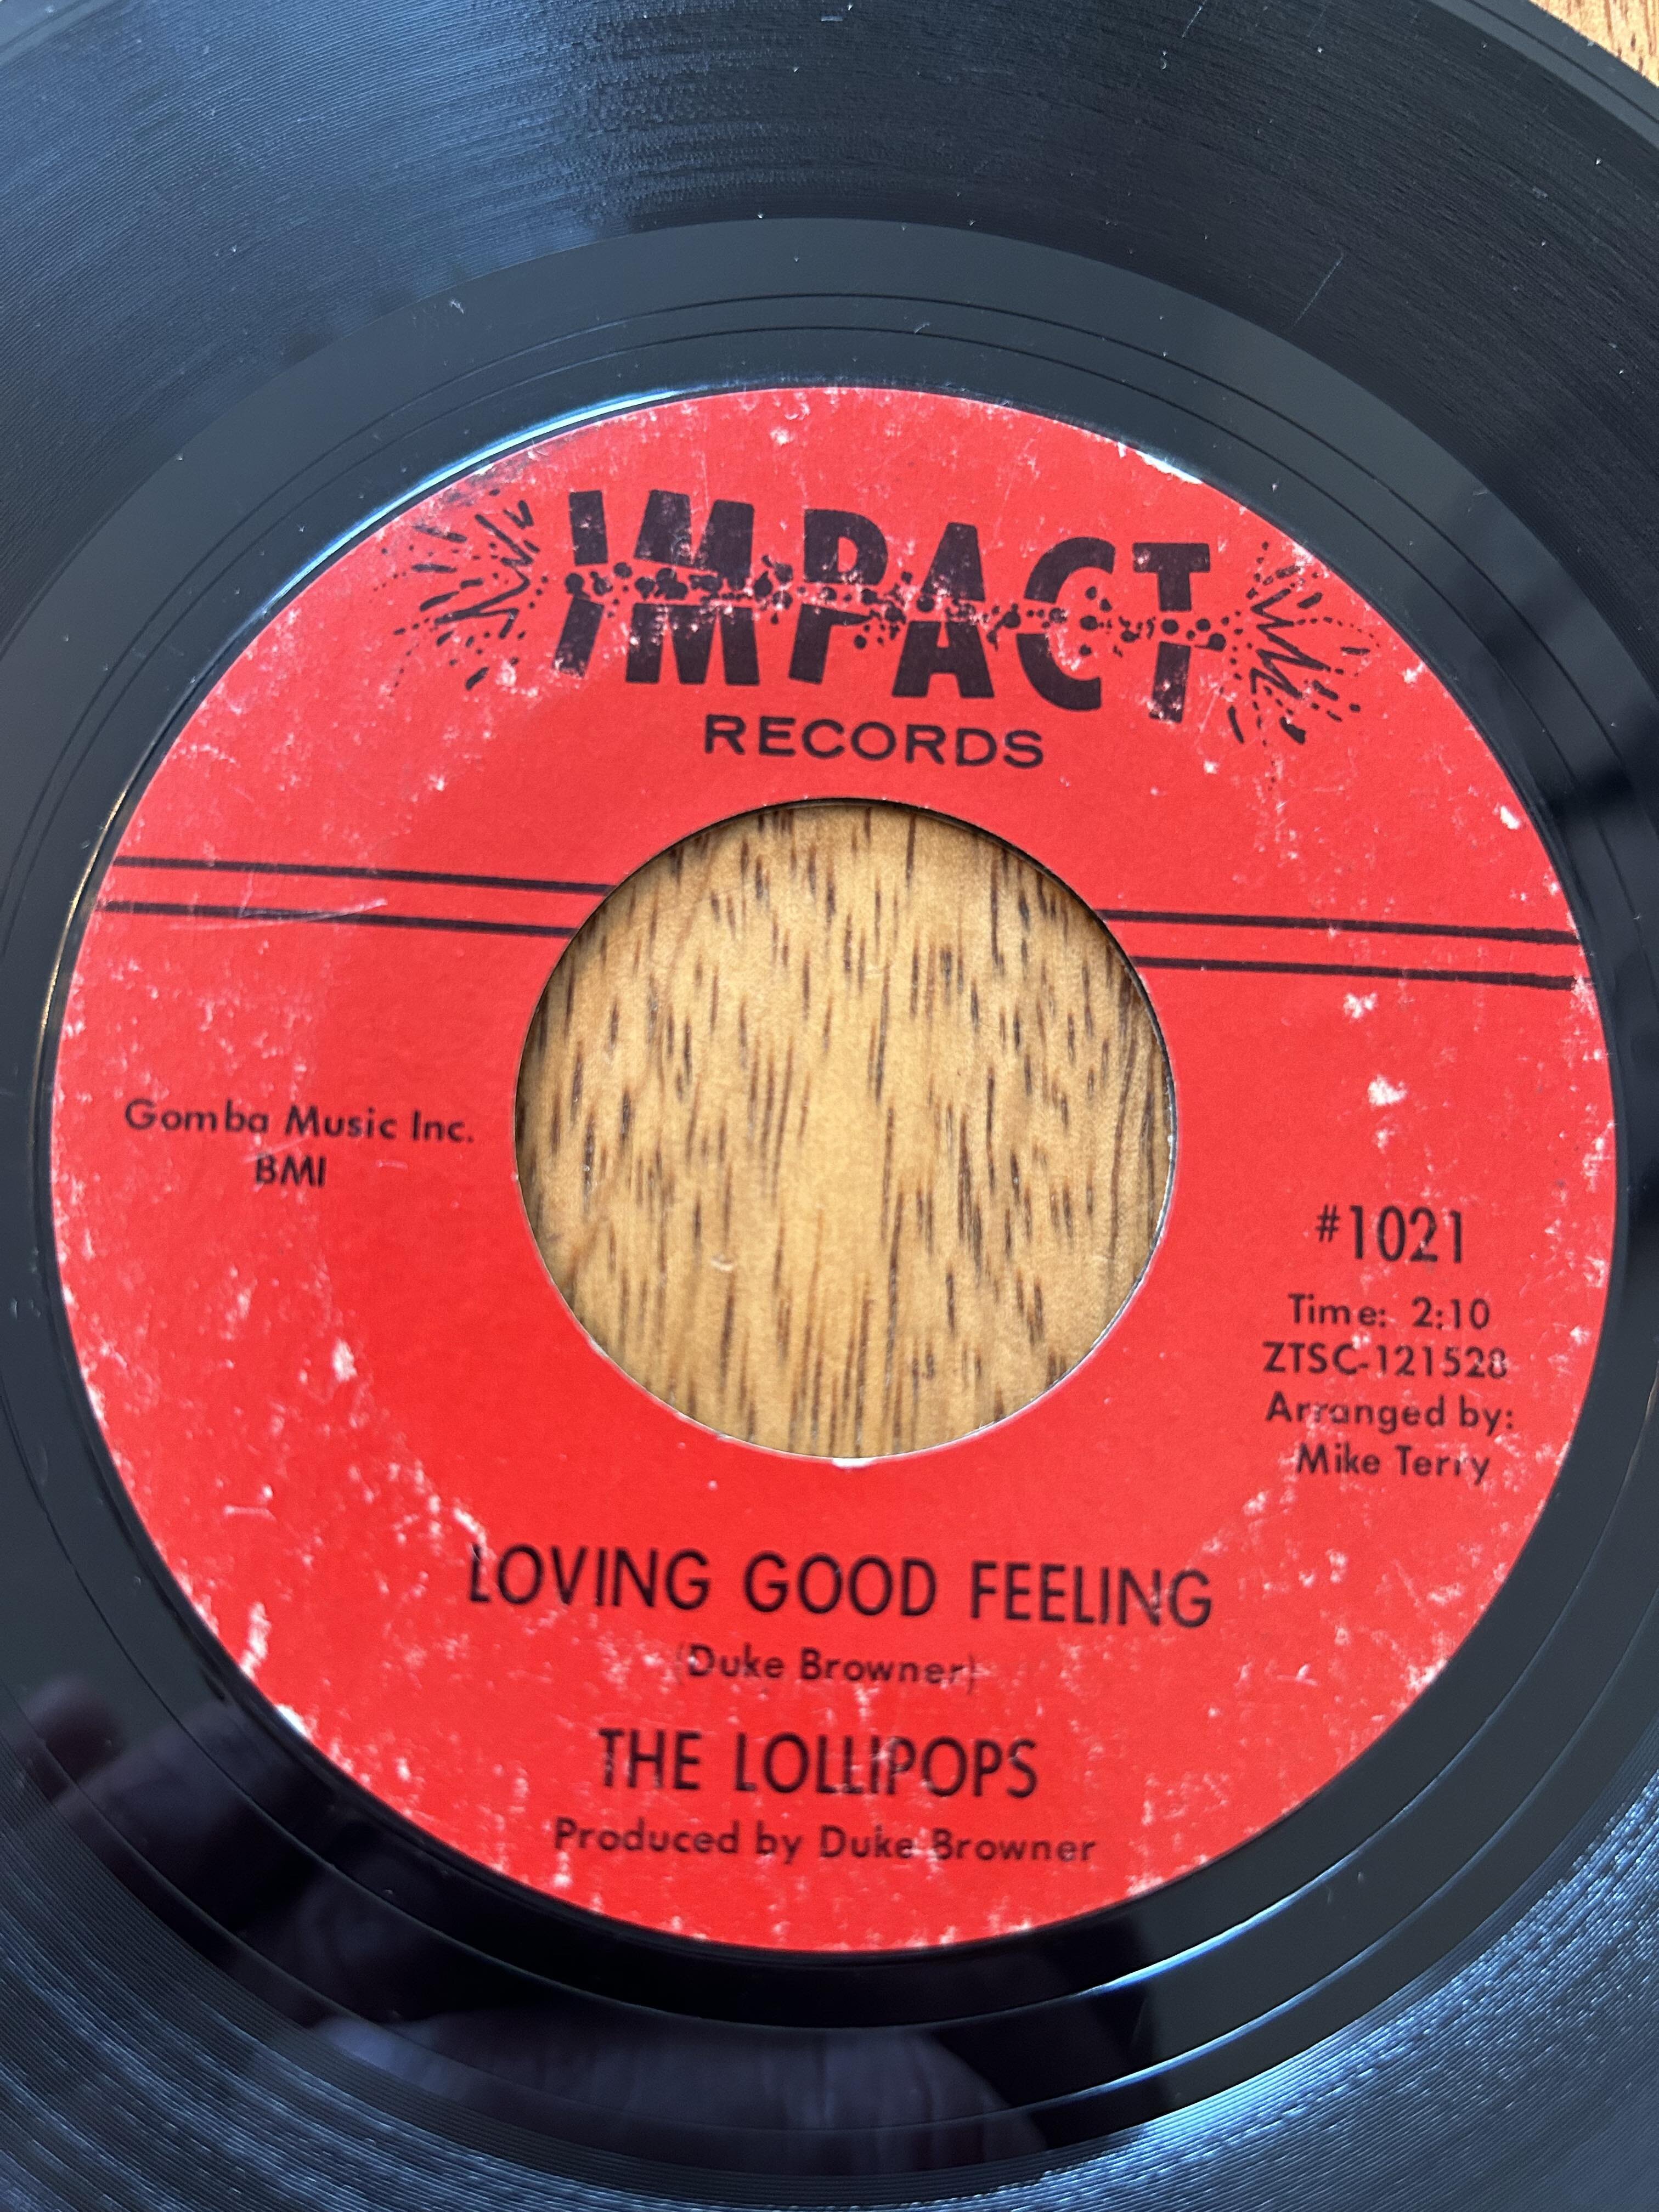 IMPACT
RECORDS
Gomba Music Inc.
BMI
#1021
Time: 2:10
ZTSC-121528
Arranged by:
Mike Terry
LOVING GOOD FEELING
(Duke Browner)
THE LOLLIPOPS
Produced by Duke Browner